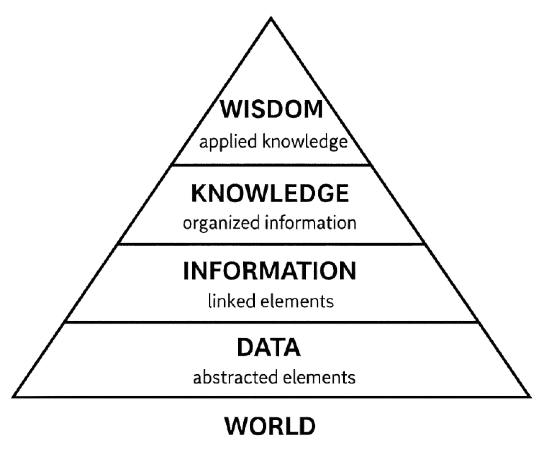 WISDOM
applied knowledge
KNOWLEDGE
organized information
INFORMATION
linked elements
DATA
abstracted elements
WORLD